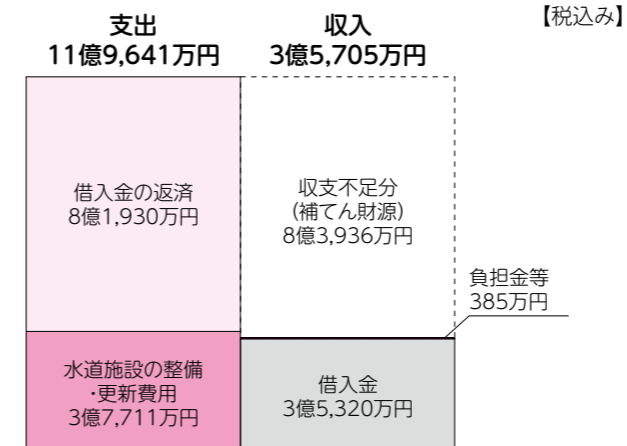 【税込み】
支出
11億9,641万円
収入
3億5,705万円
借入金の返済
8億1,930万円
収支不足分
(補てん財源)
8億3,936万円
負担金等
385万円
水道施設の整備
・更新費用
3億7,711万円
借入金
3億5,320万円